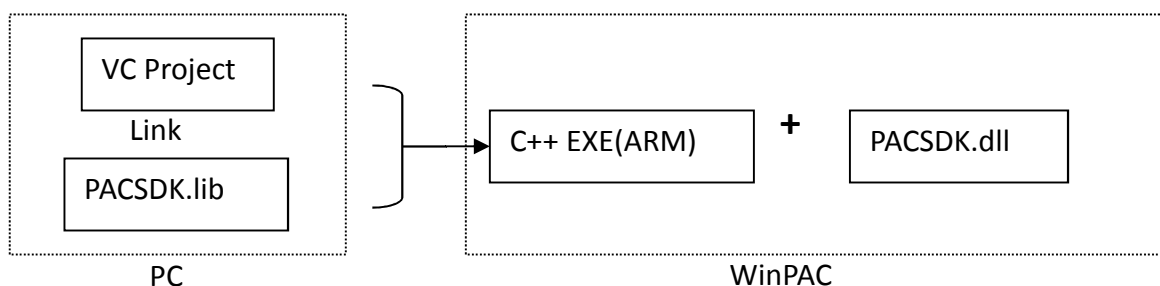 VC Project
Link
PACSDK.lib
PC
C++ EXE(ARM)
+
PACSDK.dll
WinPAC